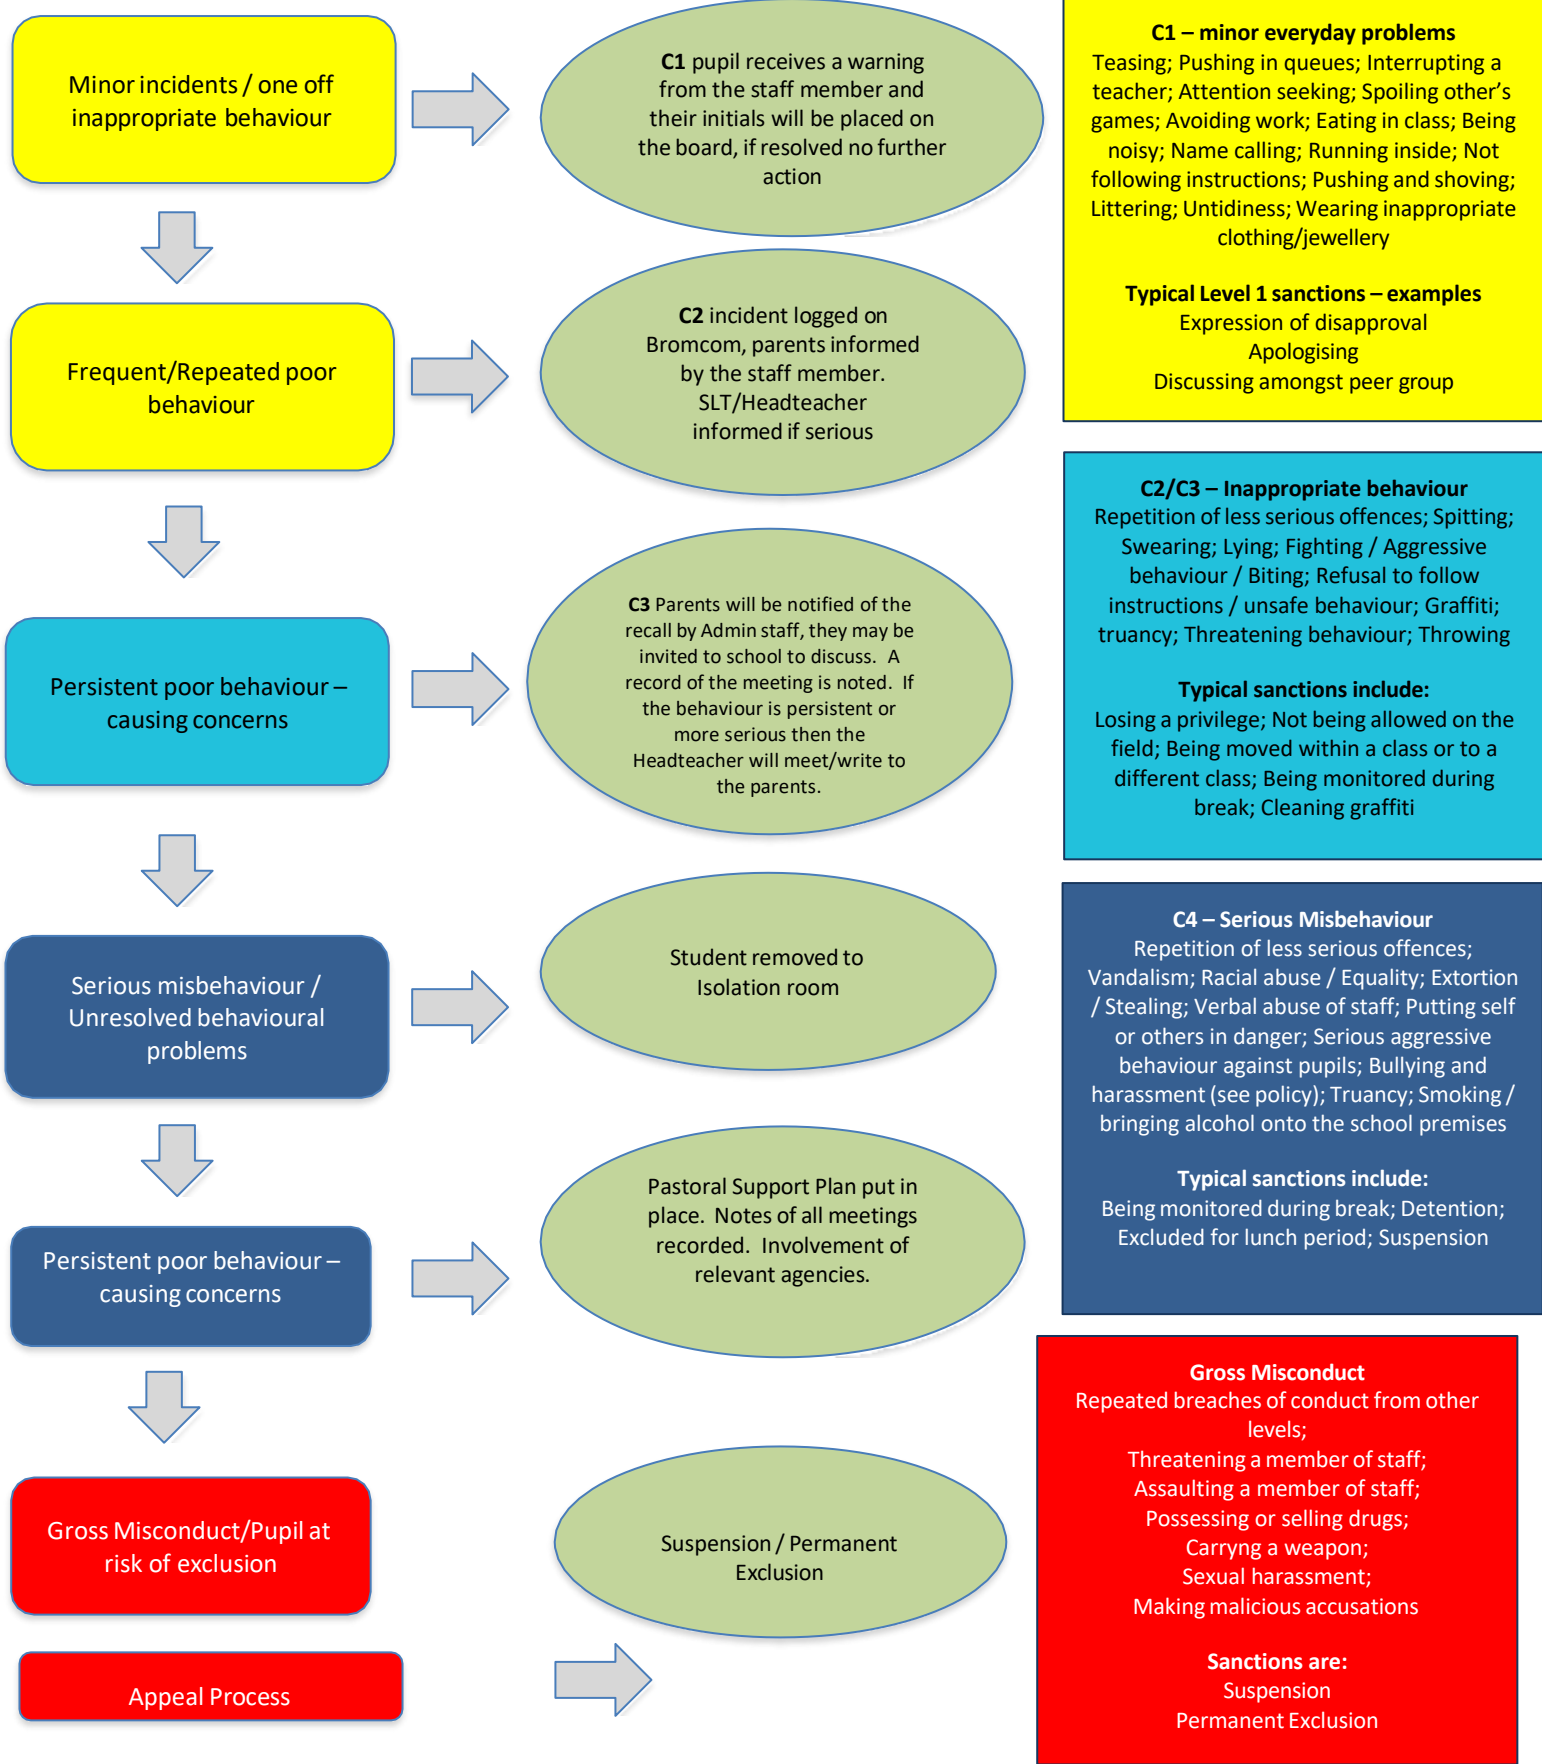 Minor incidents / one off
inappropriate behaviour
C1 pupil receives a warning
from the staff member and
their initials will be placed on
the board, if resolved no further
action
Frequent/Repeated poor
behaviour
C2 incident logged on
Bromcom, parents informed
by the staff member.
SLT/Headteacher
informed if serious
Persistent poor behaviour –
causing concerns
C3 Parents will be notified of the
recall by Admin staff, they may be
invited to school to discuss. A
record of the meeting is noted. If
the behaviour is persistent or
more serious then the
Headteacher will meet/write to
the parents.
Serious misbehaviour /
Unresolved behavioural
problems
Student removed to
Isolation room
Persistent poor behaviour –
causing concerns
Pastoral Support Plan put in
place. Notes of all meetings
recorded. Involvement of
relevant agencies.
Gross Misconduct/Pupil at
risk of exclusion
Suspension / Permanent
Exclusion
Appeal Process
C1 – minor everyday problems
Teasing; Pushing in queues; Interrupting a
teacher; Attention seeking; Spoiling other’s
games; Avoiding work; Eating in class; Being
noisy; Name calling; Running inside; Not
following instructions; Pushing and shoving;
Littering; Untidiness; Wearing inappropriate
clothing/jewellery
Typical Level 1 sanctions – examples
Expression of disapproval
Apologising
Discussing amongst peer group
C2/C3 – Inappropriate behaviour
Repetition of less serious offences; Spitting;
Swearing; Lying; Fighting / Aggressive
behaviour / Biting; Refusal to follow
instructions / unsafe behaviour; Graffiti;
truancy; Threatening behaviour; Throwing
Typical sanctions include:
Losing a privilege; Not being allowed on the
field; Being moved within a class or to a
different class; Being monitored during
break; Cleaning graffiti
C4 – Serious Misbehaviour
Repetition of less serious offences;
Vandalism; Racial abuse / Equality; Extortion
/ Stealing; Verbal abuse of staff; Putting self
or others in danger; Serious aggressive
behaviour against pupils; Bullying and
harassment (see policy); Truancy; Smoking /
bringing alcohol onto the school premises
Typical sanctions include:
Being monitored during break; Detention;
Excluded for lunch period; Suspension
Gross Misconduct
Repeated breaches of conduct from other
levels;
Threatening a member of staff;
Assaulting a member of staff;
Possessing or selling drugs;
Carryng a weapon;
Sexual harassment;
Making malicious accusations
Sanctions are:
Suspension
Permanent Exclusion